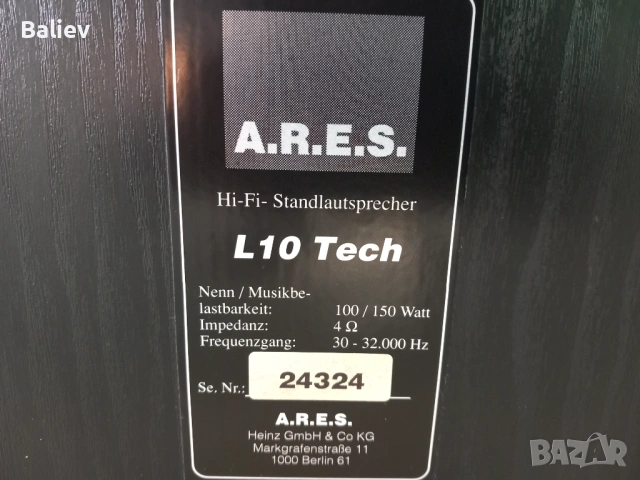 Baliev
A.R.E.S.
Hi-Fi- Standlautsprecher
L10 Tech
Nenn / Musikbe-
lastbarkeit: 100 / 150 Watt
Impedanz: 4 Ω
Frequenzgang: 30 - 32.000 Hz
Se. Nr.: 24324
A.R.E.S.
Heinz GmbH & Co KG
Markgrafenstraße 11
1000 Berlin 61
BAZAR